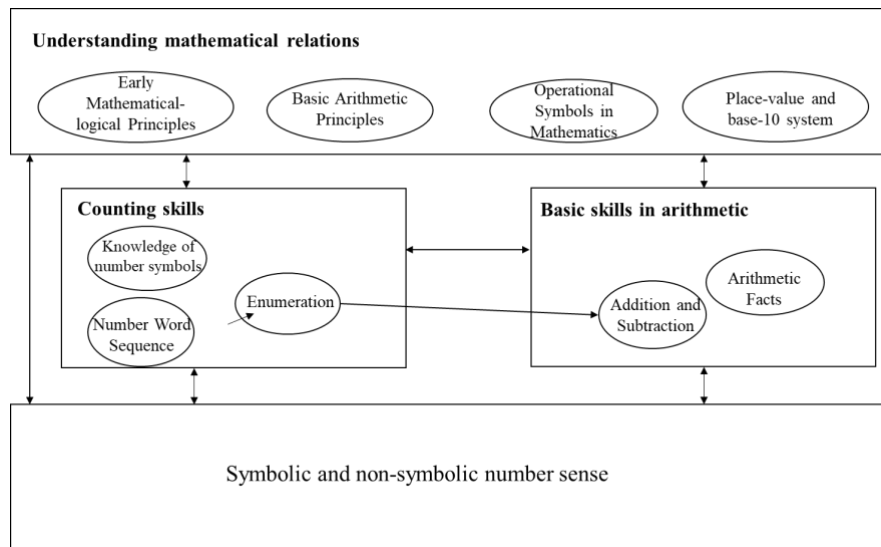 Understanding mathematical relations
Early
Mathematical-
logical Principles
Basic Arithmetic
Principles
Operational
Symbols in
Mathematics
Place-value and
base-10 system
Counting skills
Knowledge of
number symbols
Enumeration
Number Word
Sequence
Basic skills in arithmetic
Arithmetic
Facts
Addition and
Subtraction
Symbolic and non-symbolic number sense